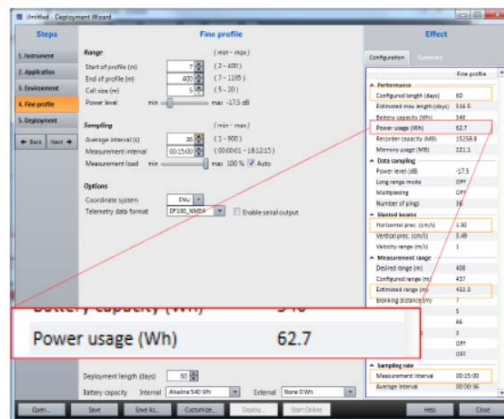 Untitled - Deployment Wizard
Steps
Fine profile
Effect
1. Instrument
2. Application
3. Environment
4. Fine profile
5. Deployment
Back Next
Range (min - max)
Start of profile (m) 7 (2 - 400)
End of profile (m) 400 (7 - 1195)
Cell size (m) 5 (5 - 20)
Power level min max -17.5 dB
Sampling (min - max)
Average interval (s) 36 (1 - 900)
Measurement interval 00:15:00 (00:00:01 - 18:12:15)
Measurement load min max 100 % Auto
Options
Coordinate system ENU
Telemetry data format DF100_NMEA Enable serial output
Configuration Summary
Fine profile
Performance
Configured length (days) 60
Estimated max length (days) 516.5
Battery capacity (Wh) 540
Power usage (Wh) 62.7
Recorder capacity (MB) 15258.8
Memory usage (MB) 221.1
Data sampling
Power level (dB) -17.5
Long range mode OFF
Multiplexing OFF
Number of pings 36
Slanted beams
Horizontal prec. (cm/s)
Vertical prec. (cm/s) 0.49
Velocity range (m/s) 1
Measurement range
Desired range (m) 400
Configured range (m) 437
Estimated range (m)
Blanking distance (m) 7
5
86
OFF
OFF
Battery capacity (Wh) 540
Power usage (Wh) 62.7
Sampling rate
Measurement interval 00:15:00
Average interval 00:00:36
Deployment length (days) 60
Battery capacity Internal Alkaline 540 Wh External None 0 Wh
Open... Save Save As... Customize... Deploy... Start Online Help Close